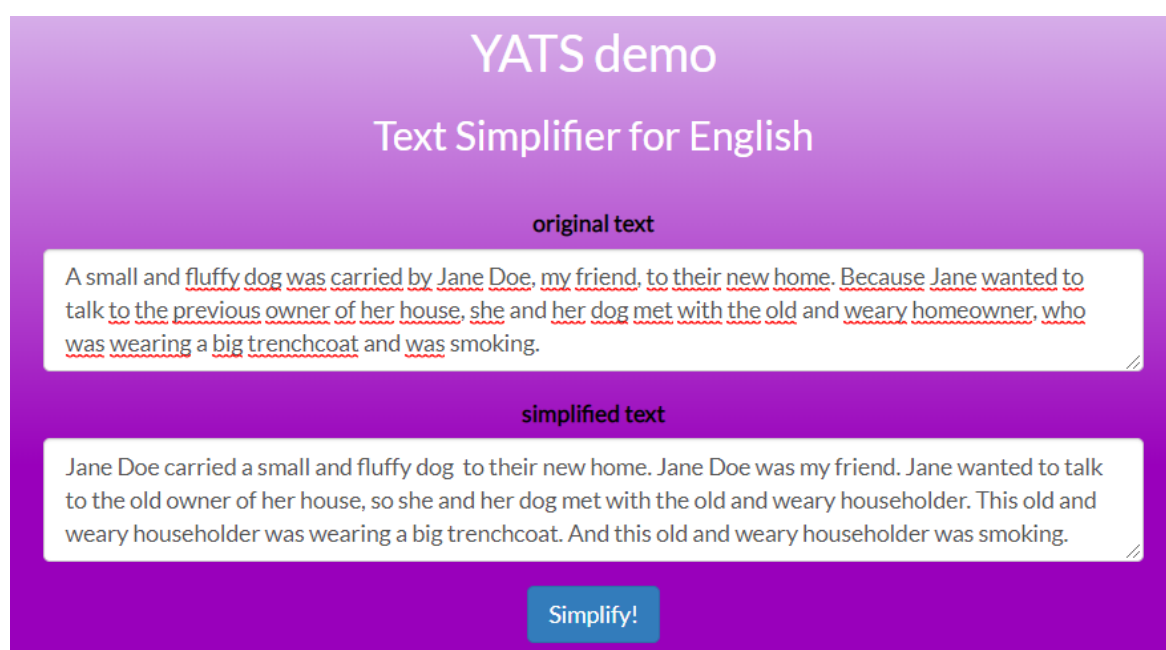 YATS demo
Text Simplifier for English
original text
A small and fluffy dog was carried by Jane Doe, my friend, to their new home. Because Jane wanted to
talk to the previous owner of her house, she and her dog met with the old and weary homeowner, who
was wearing a big trenchcoat and was smoking.
simplified text
Jane Doe carried a small and fluffy dog  to their new home. Jane Doe was my friend. Jane wanted to talk
to the old owner of her house, so she and her dog met with the old and weary householder. This old and
weary householder was wearing a big trenchcoat. And this old and weary householder was smoking.
Simplify!